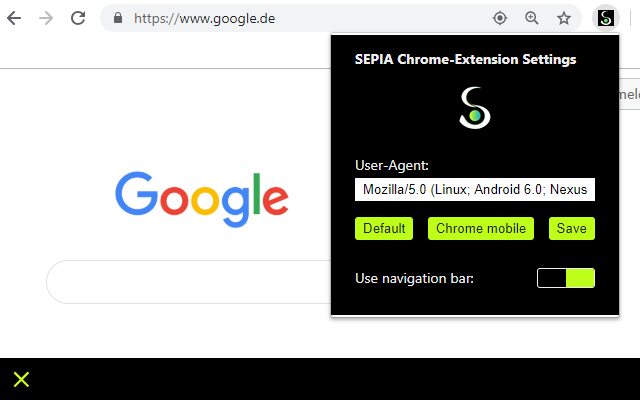 https://www.google.de
SEPIA Chrome-Extension Settings
User-Agent:
Mozilla/5.0 (Linux; Android 6.0; Nexus
Default Chrome mobile Save
Use navigation bar:
Google